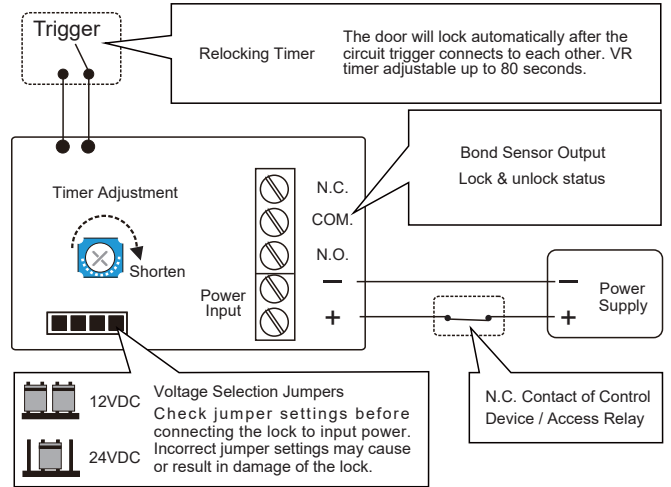 Trigger
Relocking Timer
The door will lock automatically after the
circuit trigger connects to each other. VR
timer adjustable up to 80 seconds.
Bond Sensor Output
Lock & unlock status
Timer Adjustment
Shorten
N.C.
COM.
N.O.
Power
Input
−
+
−
+
Power
Supply
12VDC
24VDC
Voltage Selection Jumpers
Check jumper settings before
connecting the lock to input power.
Incorrect jumper settings may cause
or result in damage of the lock.
N.C. Contact of Control
Device / Access Relay